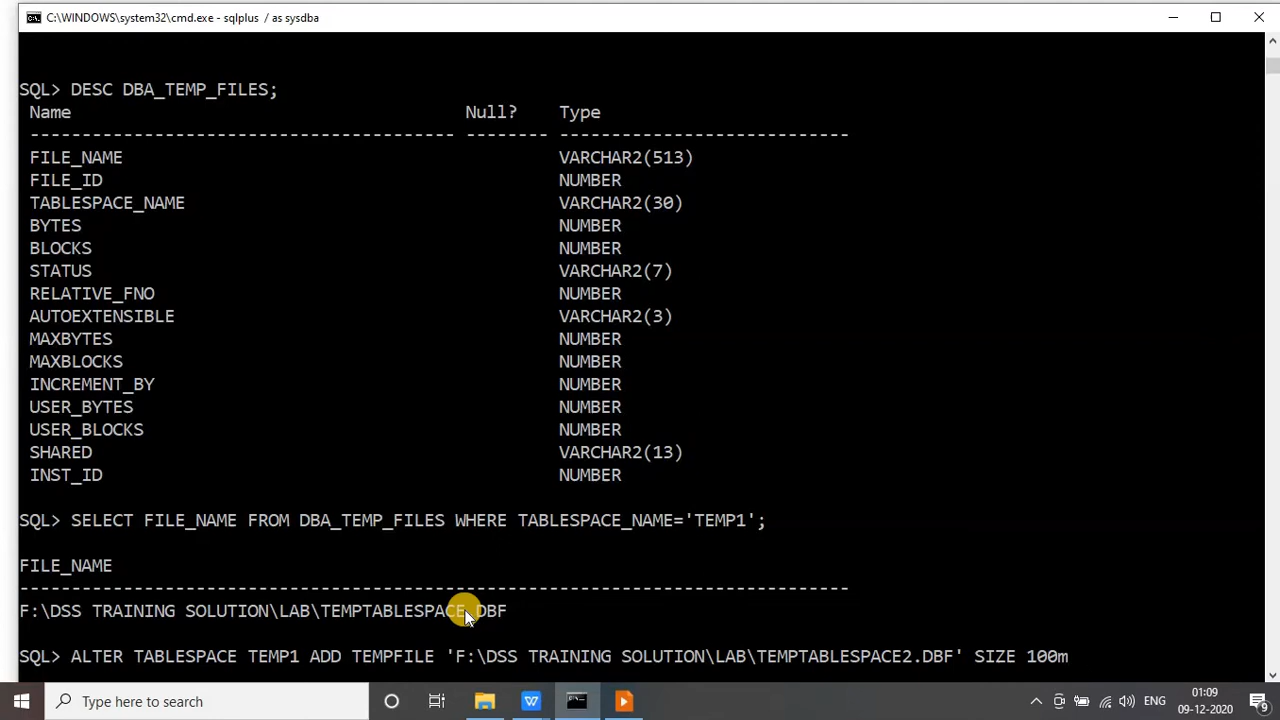 C:\WINDOWS\system32\cmd.exe - sqlplus / as sysdba
SQL> DESC DBA_TEMP_FILES;
Name Null? Type
----------------------------------------- -------- ----------------------------
FILE_NAME VARCHAR2(513)
FILE_ID NUMBER
TABLESPACE_NAME VARCHAR2(30)
BYTES NUMBER
BLOCKS NUMBER
STATUS VARCHAR2(7)
RELATIVE_FNO NUMBER
AUTOEXTENSIBLE VARCHAR2(3)
MAXBYTES NUMBER
MAXBLOCKS NUMBER
INCREMENT_BY NUMBER
USER_BYTES NUMBER
USER_BLOCKS NUMBER
SHARED VARCHAR2(13)
INST_ID NUMBER
SQL> SELECT FILE_NAME FROM DBA_TEMP_FILES WHERE TABLESPACE_NAME='TEMP1';
FILE_NAME
--------------------------------------------------------------------------------
F:\DSS TRAINING SOLUTION\LAB\TEMPTABLESPACE.DBF
SQL> ALTER TABLESPACE TEMP1 ADD TEMPFILE 'F:\DSS TRAINING SOLUTION\LAB\TEMPTABLESPACE2.DBF' SIZE 100m
Type here to search
ENG
01:09
09-12-2020
9